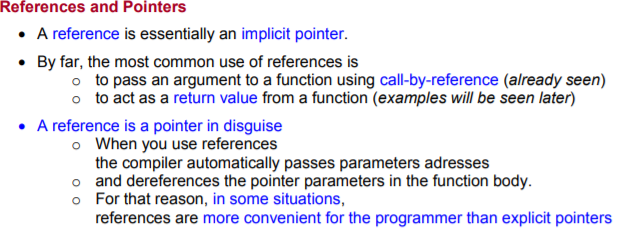 References and Pointers
• A reference is essentially an implicit pointer.
• By far, the most common use of references is
o to pass an argument to a function using call-by-reference (already seen)
o to act as a return value from a function (examples will be seen later)
• A reference is a pointer in disguise
o When you use references
the compiler automatically passes parameters adresses
o and dereferences the pointer parameters in the function body.
o For that reason, in some situations,
references are more convenient for the programmer than explicit pointers